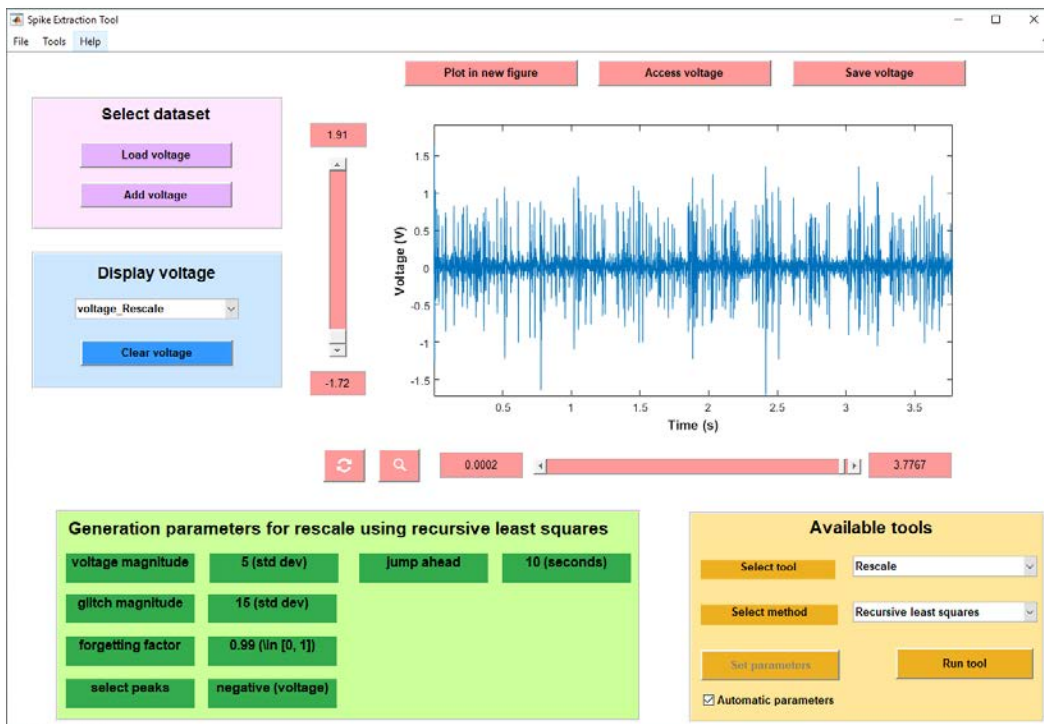 Spike Extraction Tool
File Tools Help
Plot in new figure
Access voltage
Save voltage
Select dataset
Load voltage
Add voltage
Display voltage
voltage_Rescale
Clear voltage
1.91
-1.72
Voltage (V)
1.5
1
0.5
0
-0.5
-1
-1.5
0.5 1 1.5 2 2.5 3 3.5
Time (s)
0.0002
3.7767
Generation parameters for rescale using recursive least squares
voltage magnitude 5 (std dev) jump ahead 10 (seconds)
glitch magnitude 15 (std dev)
forgetting factor 0.99 (\in [0, 1])
select peaks negative (voltage)
Available tools
Select tool Rescale
Select method Recursive least squares
Set parameters Run tool
Automatic parameters